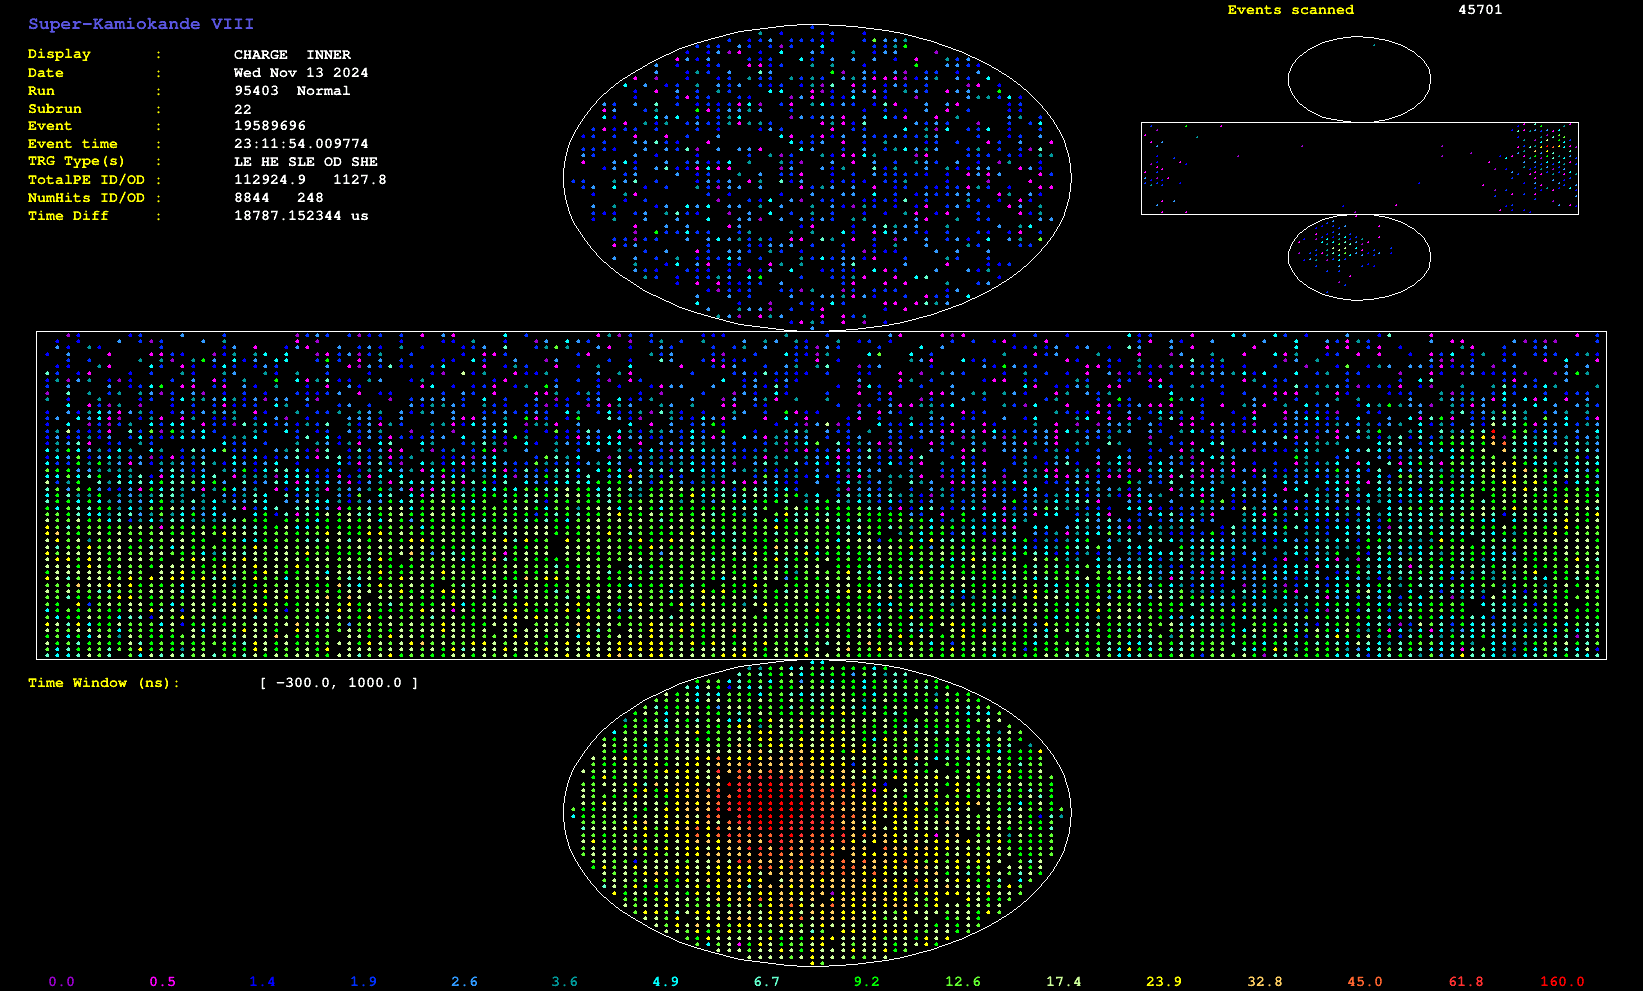 Super-Kamiokande VIII
Events scanned 45701
Display : CHARGE INNER
Date : Wed Nov 13 2024
Run : 95403 Normal
Subrun : 22
Event : 19589696
Event time : 23:11:54.009774
TRG Type(s) : LE HE SLE OD SHE
TotalPE ID/OD : 112924.9 1127.8
NumHits ID/OD : 8844 248
Time Diff : 18787.152344 us
Time Window (ns): [ -300.0, 1000.0 ]
0.0 0.5 1.4 1.9 2.6 3.6 4.9 6.7 9.2 12.6 17.4 23.9 32.8 45.0 61.8 160.0